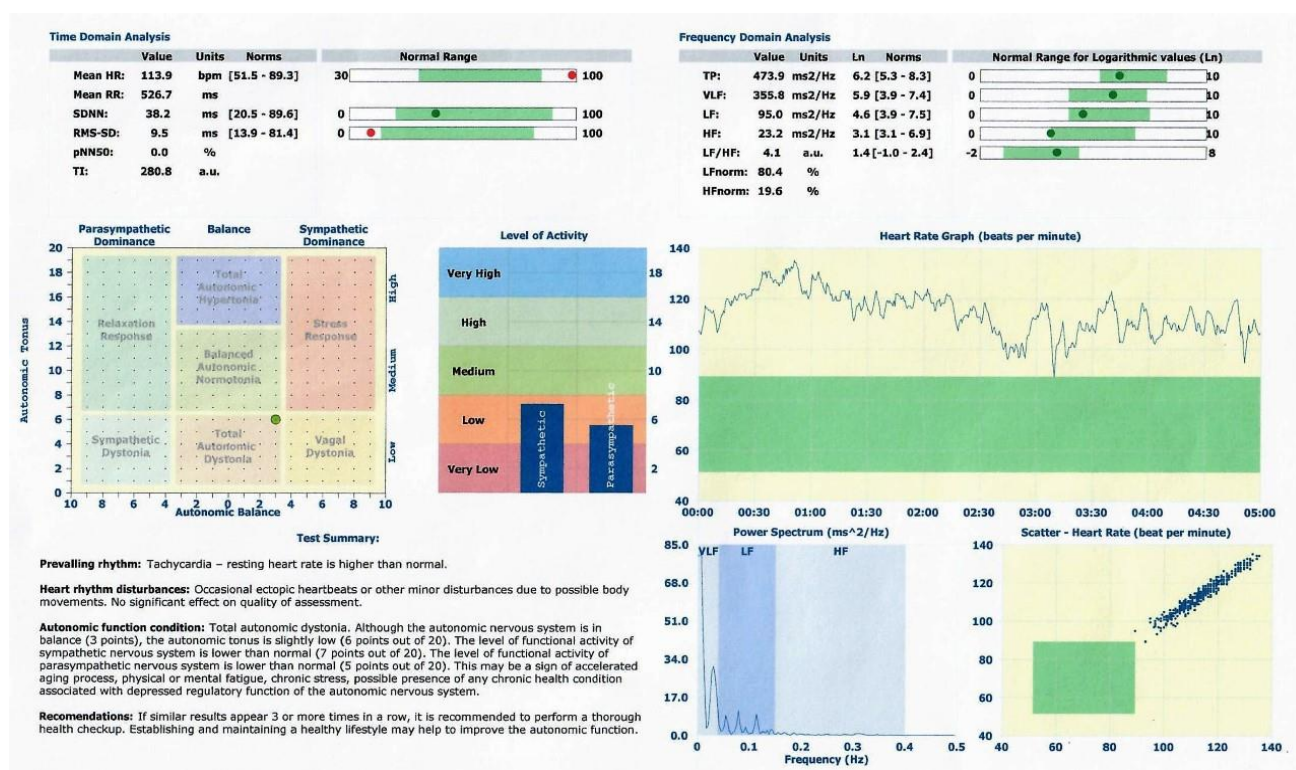 Time Domain Analysis
Value Units Norms Normal Range
Mean HR: 113.9 bpm [51.5 - 89.3] 30 100
Mean RR: 526.7 ms
SDNN: 38.2 ms [20.5 - 89.6] 0 100
RMS-SD: 9.5 ms [13.9 - 81.4] 0 100
pNN50: 0.0 %
TI: 280.8 a.u.
Frequency Domain Analysis
Value Units Ln Norms Normal Range for Logarithmic values (Ln)
TP: 473.9 ms2/Hz 6.2 [5.3 - 8.3] 0 10
VLF: 355.8 ms2/Hz 5.9 [3.9 - 7.4] 0 10
LF: 95.0 ms2/Hz 4.6 [3.9 - 7.5] 0 10
HF: 23.2 ms2/Hz 3.1 [3.1 - 6.9] 0 10
LF/HF: 4.1 a.u. 1.4 [-1.0 - 2.4] -2 8
LFnorm: 80.4 %
HFnorm: 19.6 %
Parasympathetic Dominance
Balance
Sympathetic Dominance
20
18
16
14
12
10
8
6
4
2
0
Autonomic Tonus
Total Autonomic Hypertonia
Relaxation Response
Stress Response
Balanced Autonomic Normotonia
Sympathetic Dystonia
Total Autonomic Dystonia
Vagal Dystonia
High
Medium
Low
10 8 6 4 2 0 2 4 6 8 10
Autonomic Balance
Level of Activity
Very High 18
High 14
Medium 10
Low 6
Very Low 2
Sympathetic
Parasympathetic
Heart Rate Graph (beats per minute)
140
120
100
80
60
40
00:00 00:30 01:00 01:30 02:00 02:30 03:00 03:30 04:00 04:30 05:00
Test Summary:
Prevailing rhythm: Tachycardia – resting heart rate is higher than normal.
Heart rhythm disturbances: Occasional ectopic heartbeats or other minor disturbances due to possible body
movements. No significant effect on quality of assessment.
Autonomic function condition: Total autonomic dystonia. Although the autonomic nervous system is in
balance (3 points), the autonomic tonus is slightly low (6 points out of 20). The level of functional activity of
sympathetic nervous system is lower than normal (7 points out of 20). The level of functional activity of
parasympathetic nervous system is lower than normal (5 points out of 20). This may be a sign of accelerated
aging process, physical or mental fatigue, chronic stress, possible presence of any chronic health condition
associated with depressed regulatory function of the autonomic nervous system.
Recomendations: If similar results appear 3 or more times in a row, it is recommended to perform a thorough
health checkup. Establishing and maintaining a healthy lifestyle may help to improve the autonomic function.
Power Spectrum (ms^2/Hz)
VLF LF HF
85.0
68.0
51.0
34.0
17.0
0.0
0 0.1 0.2 0.3 0.4 0.5
Frequency (Hz)
Scatter - Heart Rate (beat per minute)
140
120
100
80
60
40
40 60 80 100 120 140